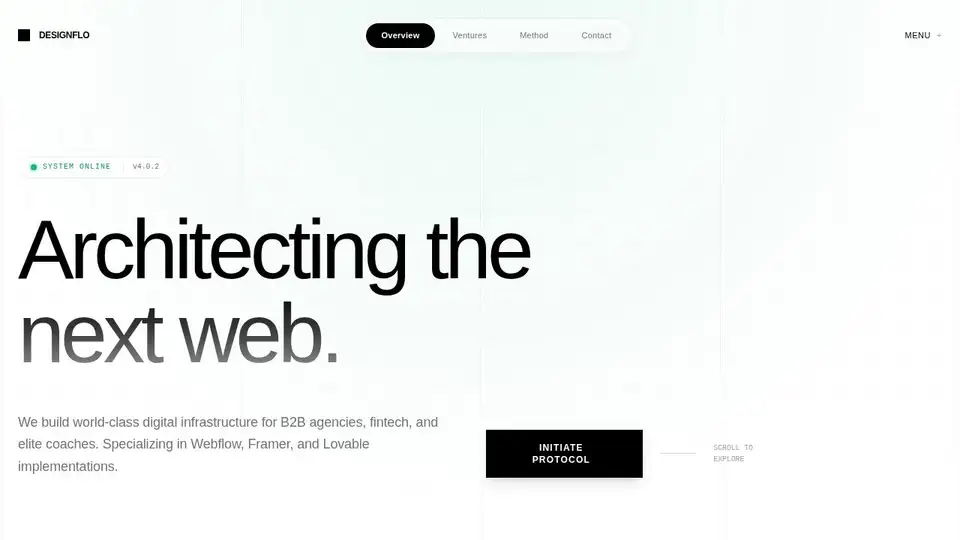 DESIGNFLO
Overview Ventures Method Contact
MENU +
SYSTEM ONLINE v4.0.2
Architecting the
next web.
We build world-class digital infrastructure for B2B agencies, fintech, and
elite coaches. Specializing in Webflow, Framer, and Lovable
implementations.
INITIATE
PROTOCOL
SCROLL TO
EXPLORE